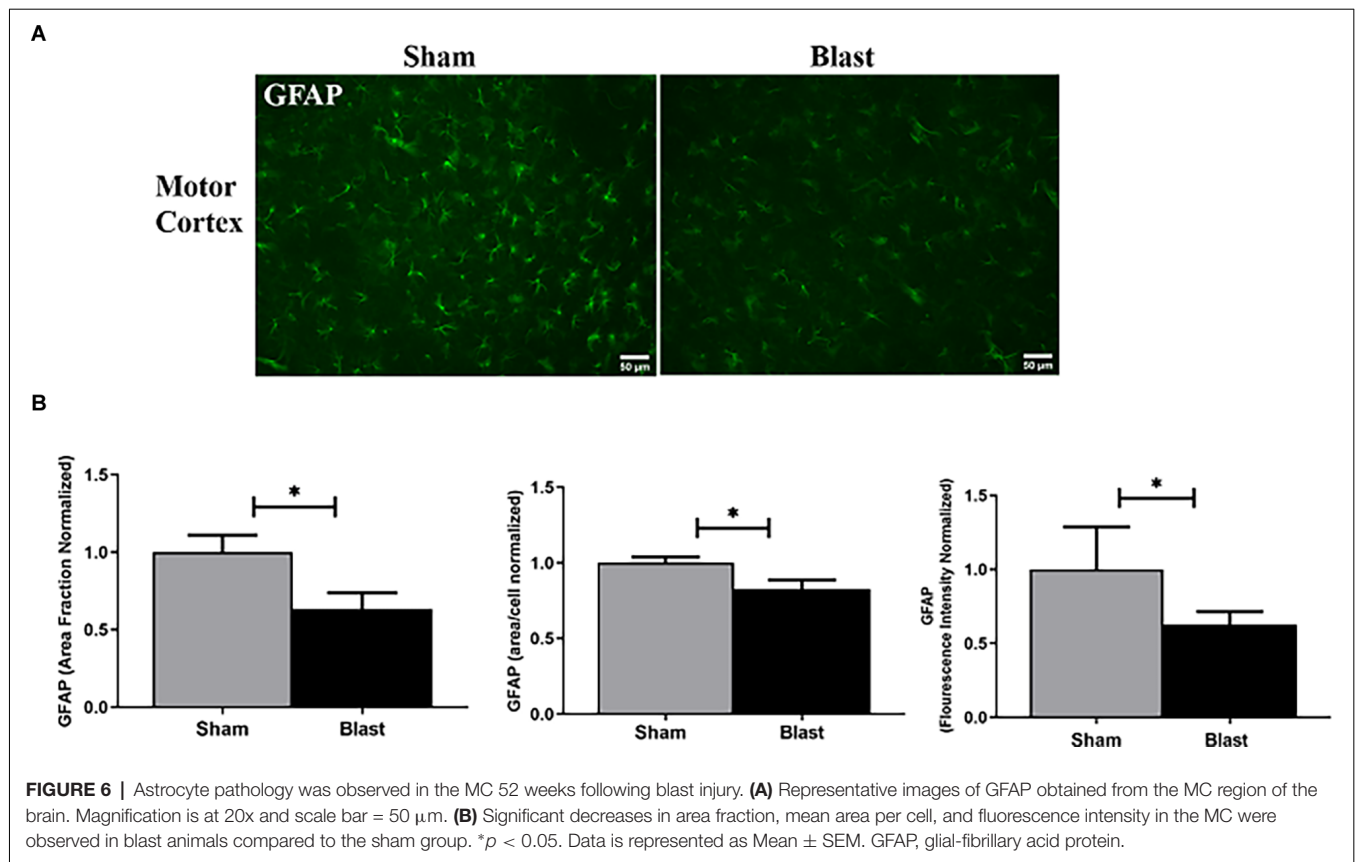 A
Sham
Blast
GFAP
Motor
Cortex
50 μm
50 μm
B
GFAP (Area Fraction Normalized)
1.5
1.0
0.5
0.0
*
Sham
Blast
GFAP (area/cell normalized)
1.5
1.0
0.5
0.0
*
Sham
Blast
GFAP
(Flourescence Intensity Normalized)
1.5
1.0
0.5
0.0
*
Sham
Blast
FIGURE 6 | Astrocyte pathology was observed in the MC 52 weeks following blast injury. (A) Representative images of GFAP obtained from the MC region of the
brain. Magnification is at 20x and scale bar = 50 μm. (B) Significant decreases in area fraction, mean area per cell, and fluorescence intensity in the MC were
observed in blast animals compared to the sham group. *p < 0.05. Data is represented as Mean ± SEM. GFAP, glial-fibrillary acid protein.